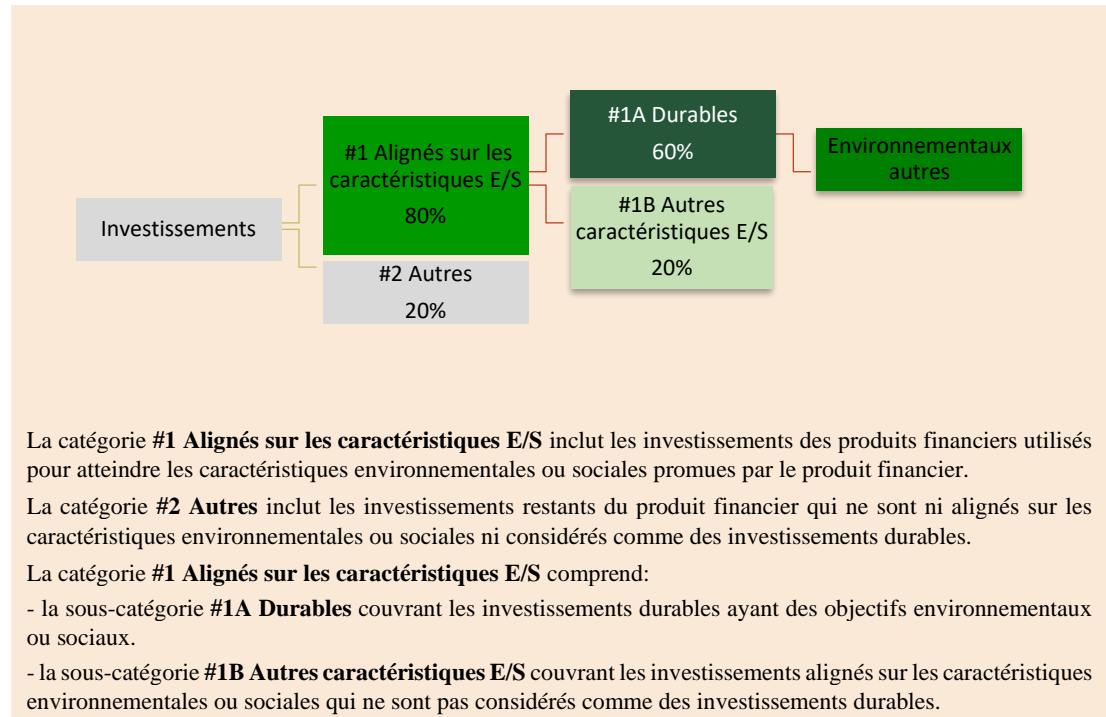 Investissements
#1 Alignés sur les
caractéristiques E/S
80%
#2 Autres
20%
#1A Durables
60%
#1B Autres
caractéristiques E/S
20%
Environnementaux
autres
La catégorie #1 Alignés sur les caractéristiques E/S inclut les investissements des produits financiers utilisés
pour atteindre les caractéristiques environnementales ou sociales promues par le produit financier.
La catégorie #2 Autres inclut les investissements restants du produit financier qui ne sont ni alignés sur les
caractéristiques environnementales ou sociales ni considérés comme des investissements durables.
La catégorie #1 Alignés sur les caractéristiques E/S comprend:
- la sous-catégorie #1A Durables couvrant les investissements durables ayant des objectifs environnementaux
ou sociaux.
- la sous-catégorie #1B Autres caractéristiques E/S couvrant les investissements alignés sur les caractéristiques
environnementales ou sociales qui ne sont pas considérés comme des investissements durables.